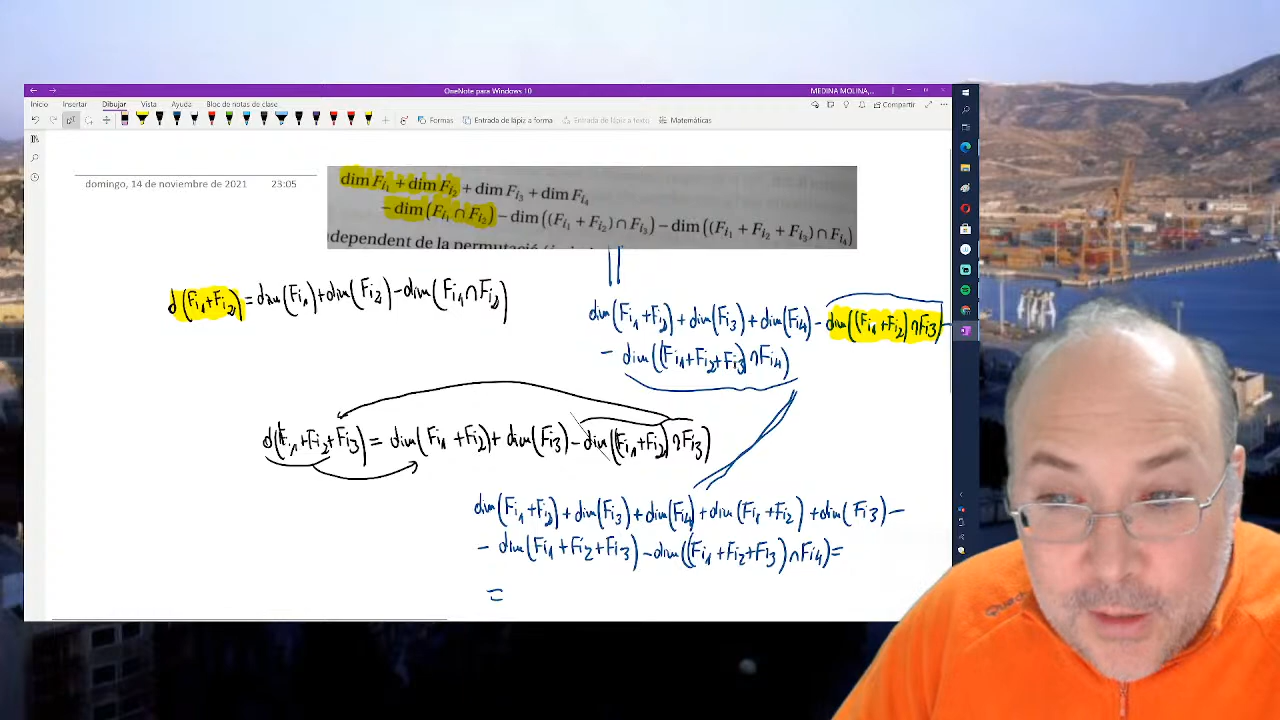 OneNote para Windows 10
MEDINA MOLINA,
Inicio Insertar Dibujar Vista Ayuda Bloc de notas de clase
Compartir
Formas Entrada de lápiz a forma Entrada de lápiz a texto Matemáticas
domingo, 14 de noviembre de 2021 23:05
dim F_{i_1} + dim F_{i_2} + dim F_{i_3} + dim F_{i_4}
− dim (F_{i_1} ∩ F_{i_2}) − dim ((F_{i_1} + F_{i_2}) ∩ F_{i_3}) − dim ((F_{i_1} + F_{i_2} + F_{i_3}) ∩ F_{i_4})
dependent de la permutació
||
d(Fi1+Fi2) = dim(Fi1)+dim(Fi2)−dim(Fi1∩Fi2)
dim(Fi1+Fi2)+dim(Fi3)+dim(Fi4)−dim((Fi1+Fi2)∩Fi3)−
− dim((Fi1+Fi2+Fi3)∩Fi4)
d(Fi1+Fi2+Fi3) = dim(Fi1+Fi2)+dim(Fi3)−dim((Fi1+Fi2)∩Fi3)
dim(Fi1+Fi2)+dim(Fi3)+dim(Fi4)+dim(Fi1+Fi2)+dim(Fi3)−
− dim(Fi1+Fi2+Fi3)−dim((Fi1+Fi2+Fi3)∩Fi4)=
=